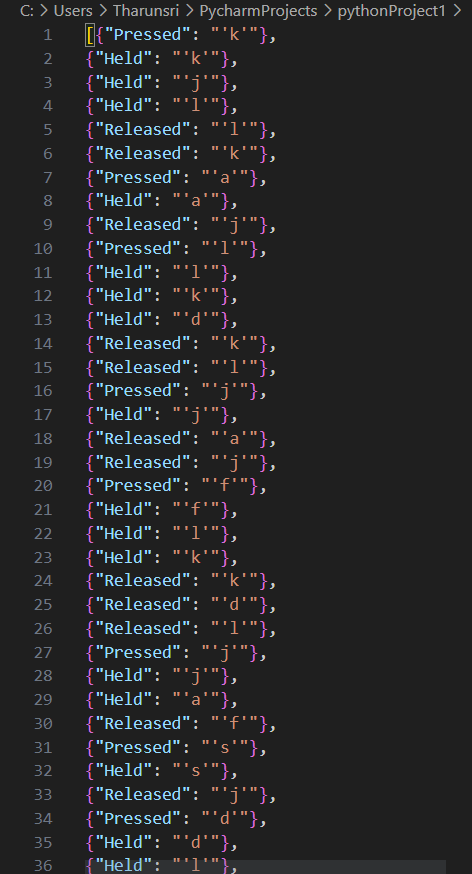 C: > Users > Tharunsri > PycharmProjects > pythonProject1 >
1 [{"Pressed": "'k'"},
2 {"Held": "'k'"},
3 {"Held": "'j'"},
4 {"Held": "'l'"},
5 {"Released": "'l'"},
6 {"Released": "'k'"},
7 {"Pressed": "'a'"},
8 {"Held": "'a'"},
9 {"Released": "'j'"},
10 {"Pressed": "'l'"},
11 {"Held": "'l'"},
12 {"Held": "'k'"},
13 {"Held": "'d'"},
14 {"Released": "'k'"},
15 {"Released": "'l'"},
16 {"Pressed": "'j'"},
17 {"Held": "'j'"},
18 {"Released": "'a'"},
19 {"Released": "'j'"},
20 {"Pressed": "'f'"},
21 {"Held": "'f'"},
22 {"Held": "'l'"},
23 {"Held": "'k'"},
24 {"Released": "'k'"},
25 {"Released": "'d'"},
26 {"Released": "'l'"},
27 {"Pressed": "'j'"},
28 {"Held": "'j'"},
29 {"Held": "'a'"},
30 {"Released": "'f'"},
31 {"Pressed": "'s'"},
32 {"Held": "'s'"},
33 {"Released": "'j'"},
34 {"Pressed": "'d'"},
35 {"Held": "'d'"},
36 {"Held": "'l'"},